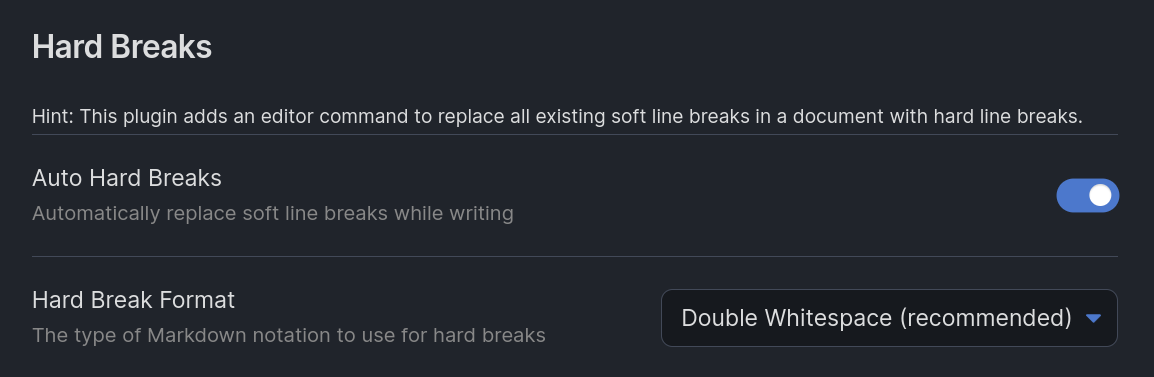 Hard Breaks
Hint: This plugin adds an editor command to replace all existing soft line breaks in a document with hard line breaks.
Auto Hard Breaks
Automatically replace soft line breaks while writing
Hard Break Format
Double Whitespace (recommended)
The type of Markdown notation to use for hard breaks